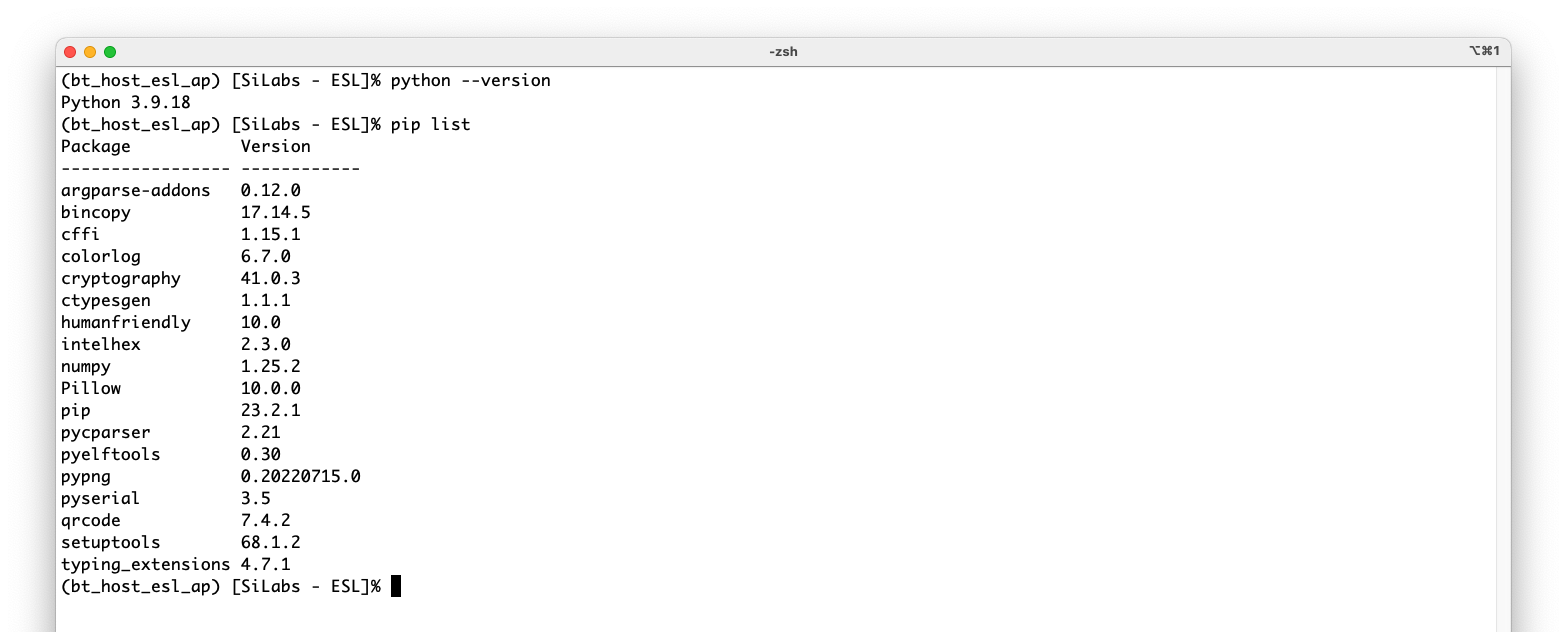 -zsh
⌥⌘1
(bt_host_esl_ap) [SiLabs - ESL]% python --version
Python 3.9.18
(bt_host_esl_ap) [SiLabs - ESL]% pip list
Package           Version
----------------- ------------
argparse-addons   0.12.0
bincopy           17.14.5
cffi              1.15.1
colorlog          6.7.0
cryptography      41.0.3
ctypesgen         1.1.1
humanfriendly     10.0
intelhex          2.3.0
numpy             1.25.2
Pillow            10.0.0
pip               23.2.1
pycparser         2.21
pyelftools        0.30
pypng             0.20220715.0
pyserial          3.5
qrcode            7.4.2
setuptools        68.1.2
typing_extensions 4.7.1
(bt_host_esl_ap) [SiLabs - ESL]%